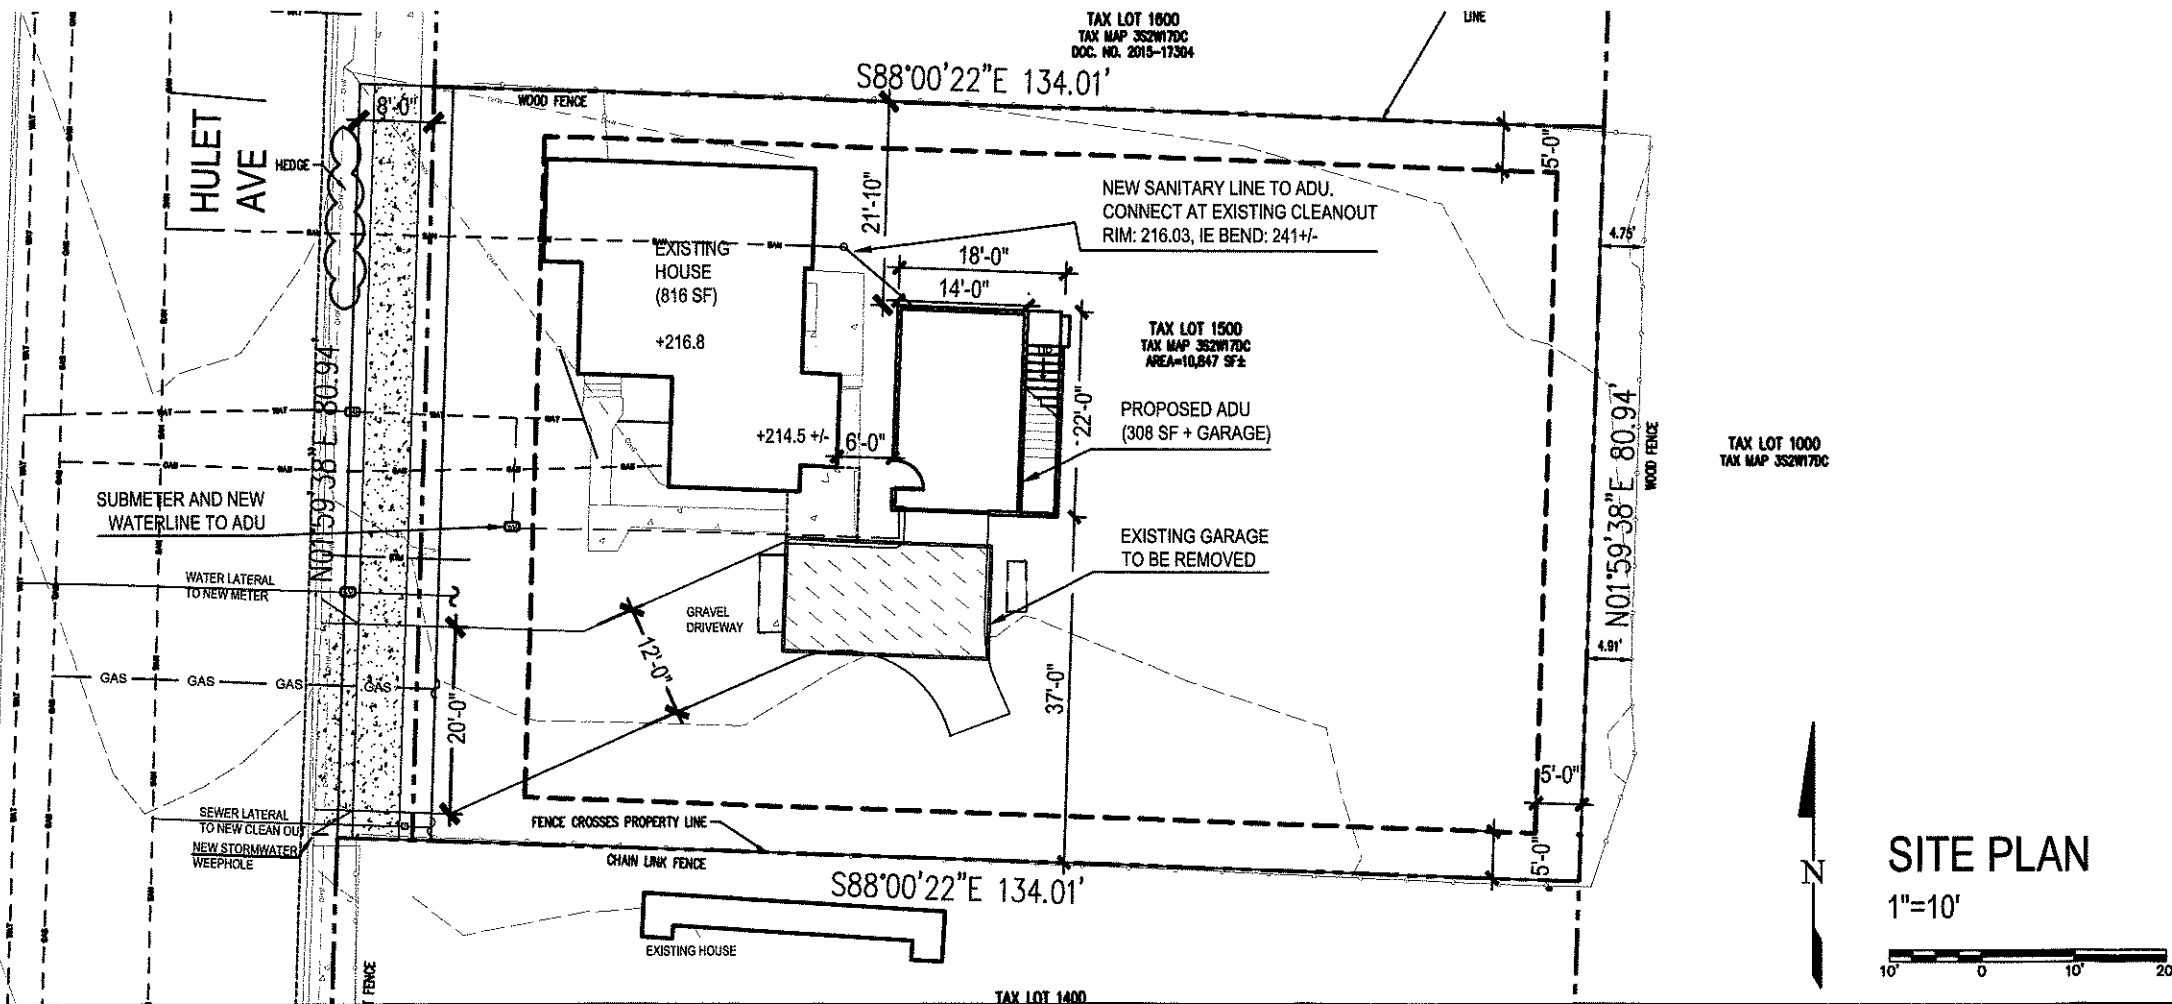 TAX LOT 1600
TAX MAP 3S2W17DC
DOC. NO. 2015-17304
LINE
S88°00'22"E 134.01'
WOOD FENCE
8'-0"
HULET
AVE
HEDGE
5'-0"
21'-10"
NEW SANITARY LINE TO ADU.
CONNECT AT EXISTING CLEANOUT
RIM: 216.03, IE BEND: 241+/-
4.75'
EXISTING
HOUSE
(816 SF)
+216.8
18'-0"
14'-0"
TAX LOT 1500
TAX MAP 3S2W17DC
AREA=10,847 SF±
UP
22'-0"
PROPOSED ADU
(308 SF + GARAGE)
+214.5 +/-
6'-0"
N01°59'38"E 80.94'
N01°59'38"E 80.94'
WOOD FENCE
TAX LOT 1000
TAX MAP 3S2W17DC
SUBMETER AND NEW
WATERLINE TO ADU
EXISTING GARAGE
TO BE REMOVED
WATER LATERAL
TO NEW METER
GRAVEL
DRIVEWAY
12'-0"
4.91'
GAS GAS GAS GAS
20'-0"
37'-0"
5'-0"
SEWER LATERAL
TO NEW CLEAN OUT
NEW STORMWATER
WEEPHOLE
FENCE CROSSES PROPERTY LINE
CHAIN LINK FENCE
5'-0"
S88°00'22"E 134.01'
EXISTING HOUSE
FENCE
TAX LOT 1400
N
SITE PLAN
1"=10'
10' 0 10' 20